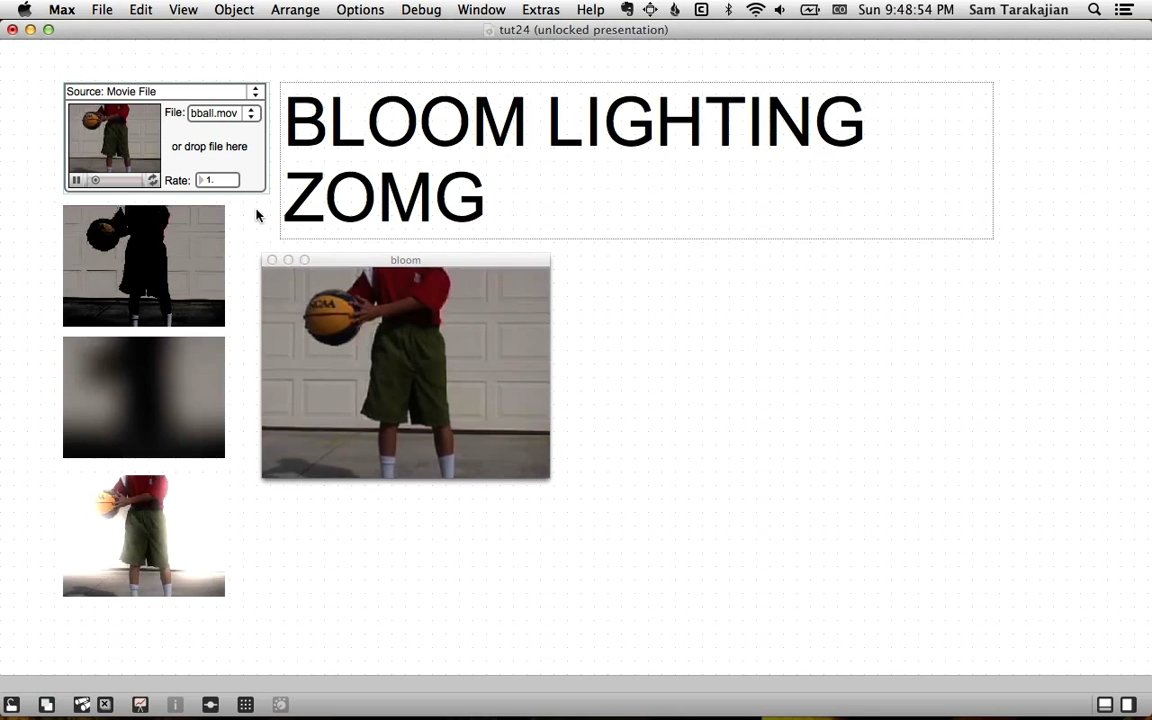 Max File Edit View Object Arrange Options Debug Window Extras Help Sun 9:48:54 PM Sam Tarakajian
tut24 (unlocked presentation)
Source: Movie File
File: bball.mov
or drop file here
Rate: 1.
BLOOM LIGHTING
ZOMG
bloom
NCAA